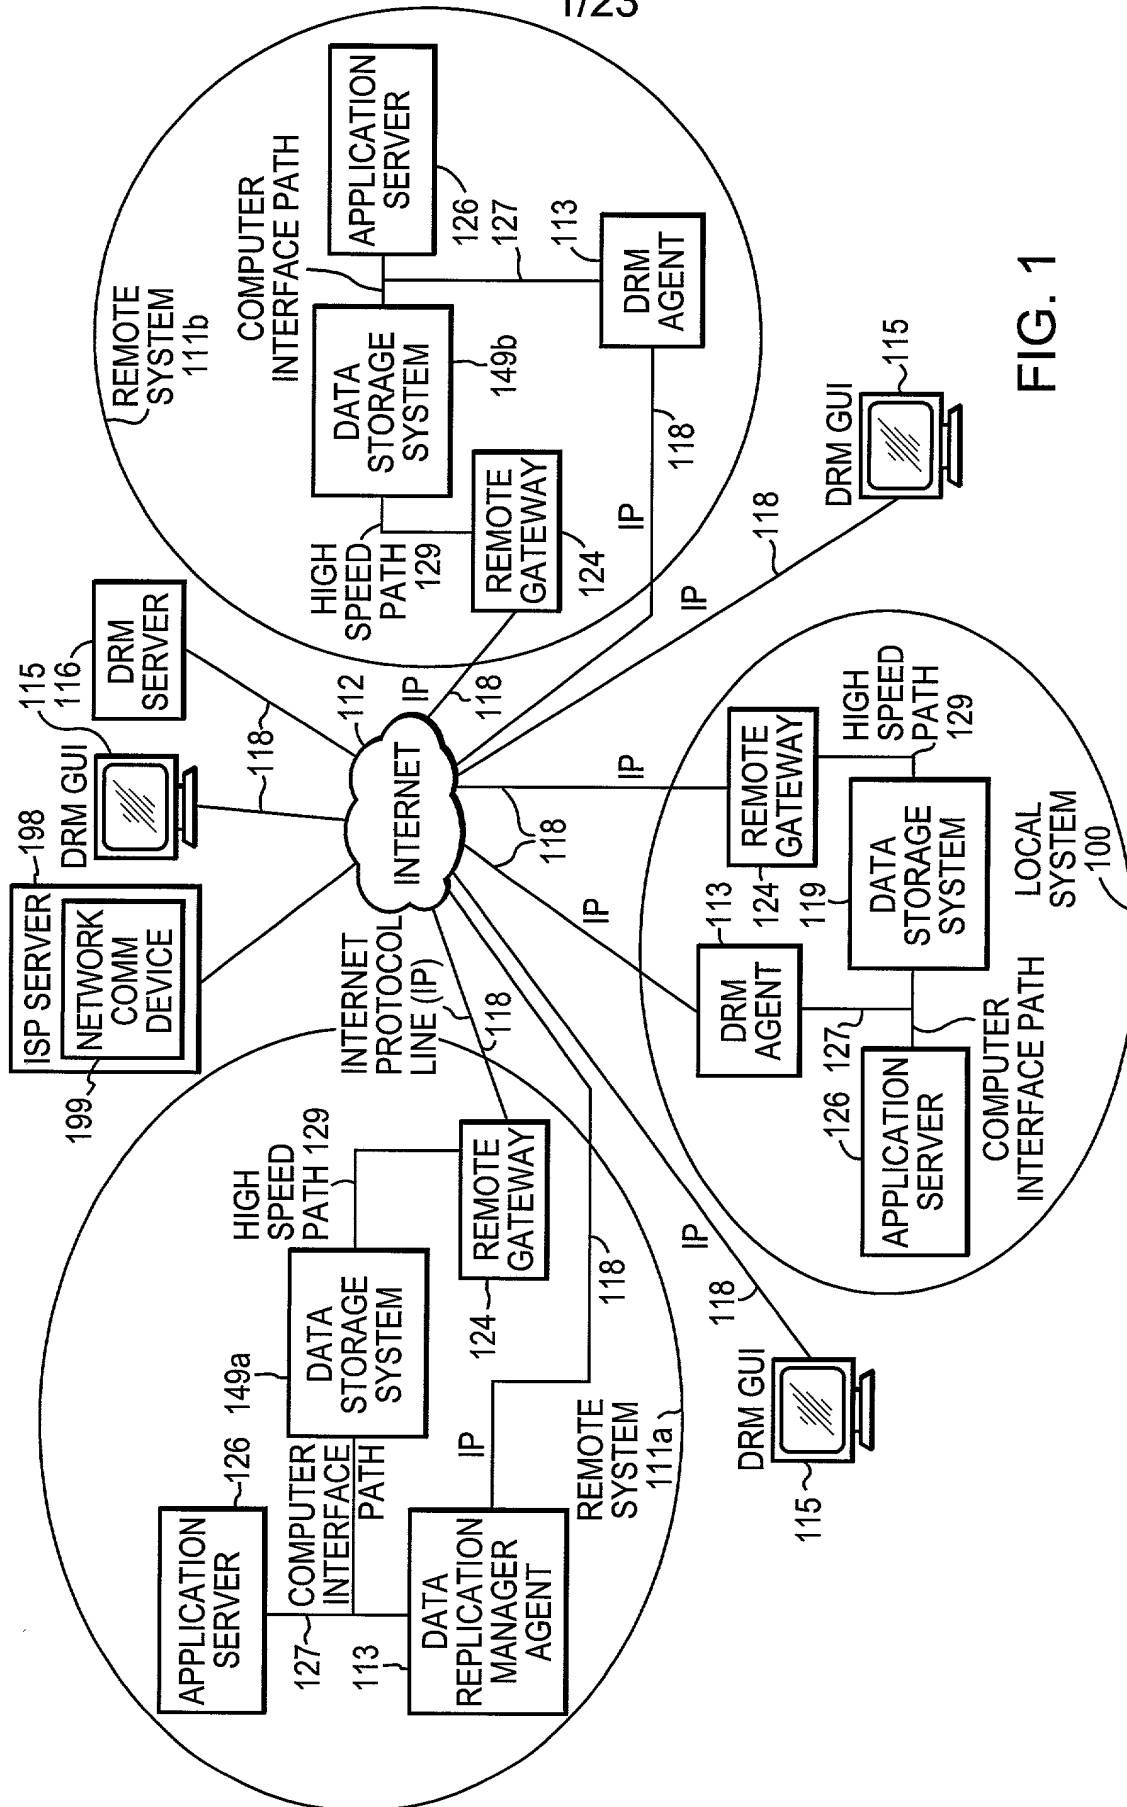 1/23
ISP SERVER
198
NETWORK
COMM
DEVICE
199
DRM GUI
115
116
DRM
SERVER
118
118
INTERNET
112
REMOTE
SYSTEM
111b
COMPUTER
INTERFACE PATH
APPLICATION
SERVER
126
127
113
DRM
AGENT
DATA
STORAGE
SYSTEM
149b
HIGH
SPEED
PATH
129
REMOTE
GATEWAY
124
IP
118
IP
118
INTERNET
PROTOCOL
LINE (IP)
118
APPLICATION
SERVER
126
127
COMPUTER
INTERFACE
PATH
113
DATA
REPLICATION
MANAGER
AGENT
149a
DATA
STORAGE
SYSTEM
HIGH
SPEED
PATH 129
REMOTE
GATEWAY
124
IP
118
REMOTE
SYSTEM
111a
DRM GUI
115
118
IP
IP
118
IP
113
DRM
AGENT
126
127
APPLICATION
SERVER
COMPUTER
INTERFACE PATH
124
REMOTE
GATEWAY
119
DATA
STORAGE
SYSTEM
HIGH
SPEED
PATH
129
LOCAL
SYSTEM
100
IP
118
DRM GUI
115
FIG. 1